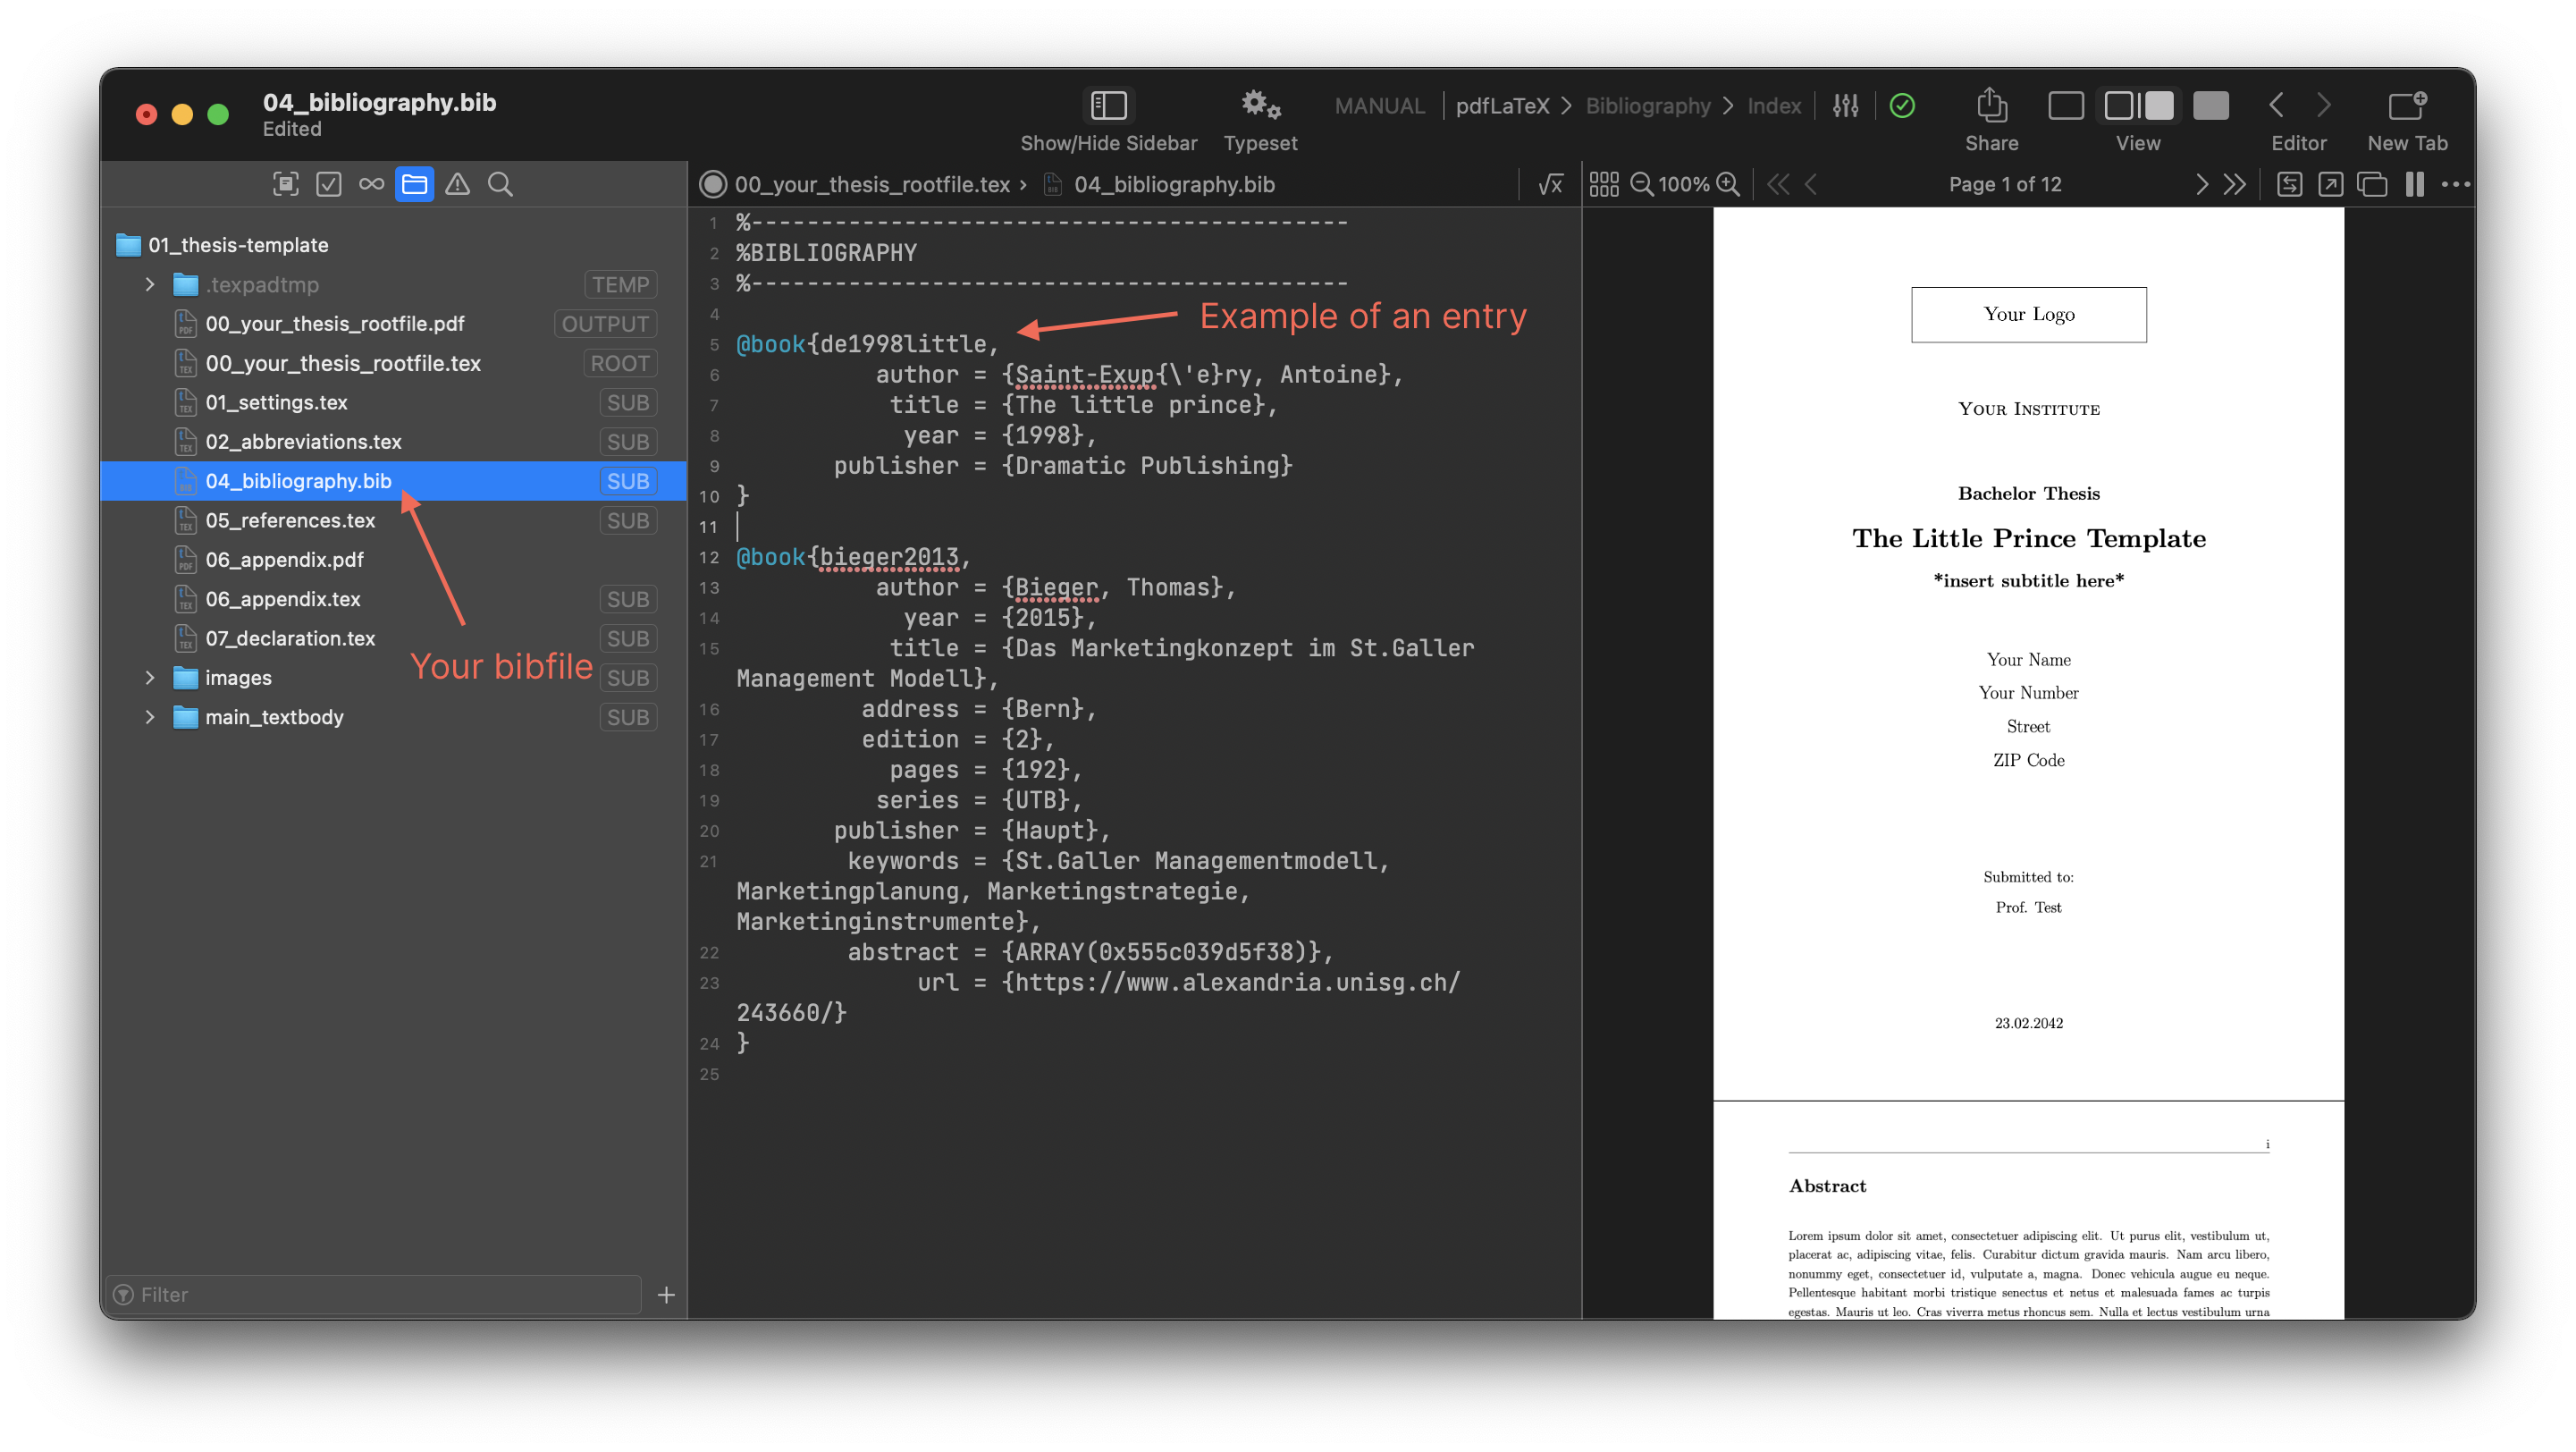 04_bibliography.bib
Edited
Show/Hide Sidebar
Typeset
MANUAL
pdfLaTeX
Bibliography
Index
Share
View
Editor
New Tab
01_thesis-template
.texpadtmp TEMP
00_your_thesis_rootfile.pdf OUTPUT
00_your_thesis_rootfile.tex ROOT
01_settings.tex SUB
02_abbreviations.tex SUB
04_bibliography.bib SUB
05_references.tex SUB
06_appendix.pdf
06_appendix.tex SUB
07_declaration.tex SUB
images SUB
main_textbody SUB
Your bibfile
Filter
00_your_thesis_rootfile.tex › 04_bibliography.bib
1 %-------------------------------------------
2 %BIBLIOGRAPHY
3 %-------------------------------------------
4
Example of an entry
5 @book{de1998little,
6 author = {Saint-Exup{\'e}ry, Antoine},
7 title = {The little prince},
8 year = {1998},
9 publisher = {Dramatic Publishing}
10 }
11
12 @book{bieger2013,
13 author = {Bieger, Thomas},
14 year = {2015},
15 title = {Das Marketingkonzept im St.Galler
Management Modell},
16 address = {Bern},
17 edition = {2},
18 pages = {192},
19 series = {UTB},
20 publisher = {Haupt},
21 keywords = {St.Galler Managementmodell,
Marketingplanung, Marketingstrategie,
Marketinginstrumente},
22 abstract = {ARRAY(0x555c039d5f38)},
23 url = {https://www.alexandria.unisg.ch/
243660/}
24 }
25
100%
Page 1 of 12
Your Logo
Your Institute
Bachelor Thesis
The Little Prince Template
*insert subtitle here*
Your Name
Your Number
Street
ZIP Code
Submitted to:
Prof. Test
23.02.2042
i
Abstract
Lorem ipsum dolor sit amet, consectetuer adipiscing elit. Ut purus elit, vestibulum ut,
placerat ac, adipiscing vitae, felis. Curabitur dictum gravida mauris. Nam arcu libero,
nonummy eget, consectetuer id, vulputate a, magna. Donec vehicula augue eu neque.
Pellentesque habitant morbi tristique senectus et netus et malesuada fames ac turpis
egestas. Mauris ut leo. Cras viverra metus rhoncus sem. Nulla et lectus vestibulum urna